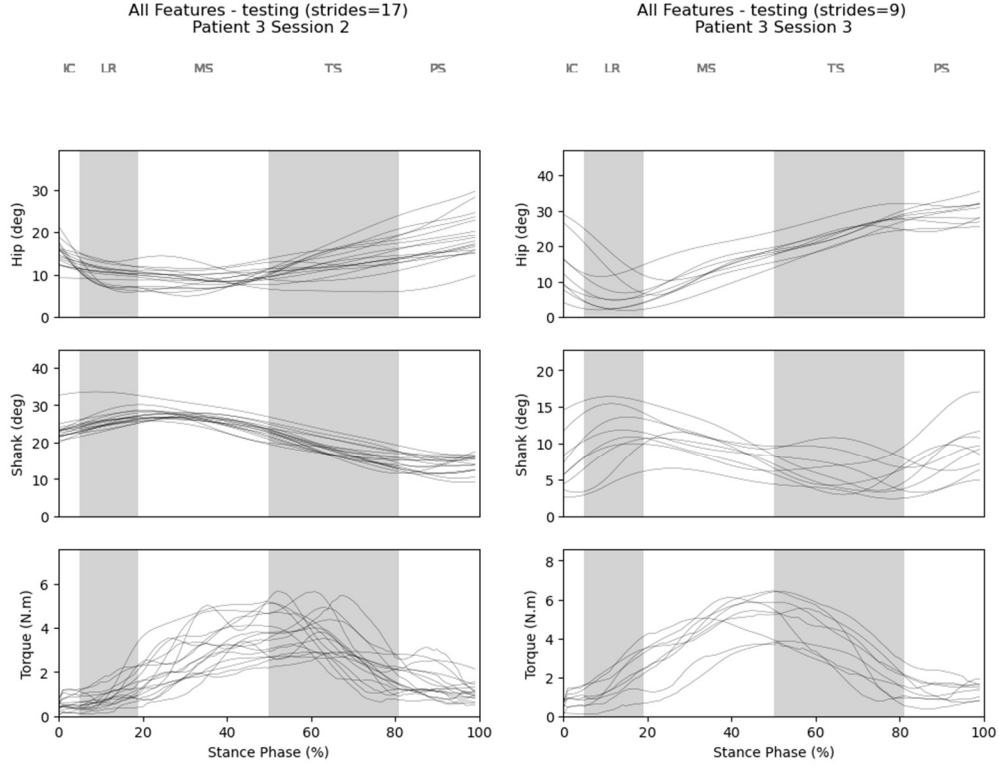 All Features - testing (strides=17)
Patient 3 Session 2
IC LR MS TS PS
Hip (deg)
30
20
10
0
Shank (deg)
40
30
20
10
0
Torque (N.m)
6
4
2
0
0 20 40 60 80 100
Stance Phase (%)
All Features - testing (strides=9)
Patient 3 Session 3
IC LR MS TS PS
Hip (deg)
40
30
20
10
0
Shank (deg)
20
15
10
5
0
Torque (N.m)
8
6
4
2
0
0 20 40 60 80 100
Stance Phase (%)